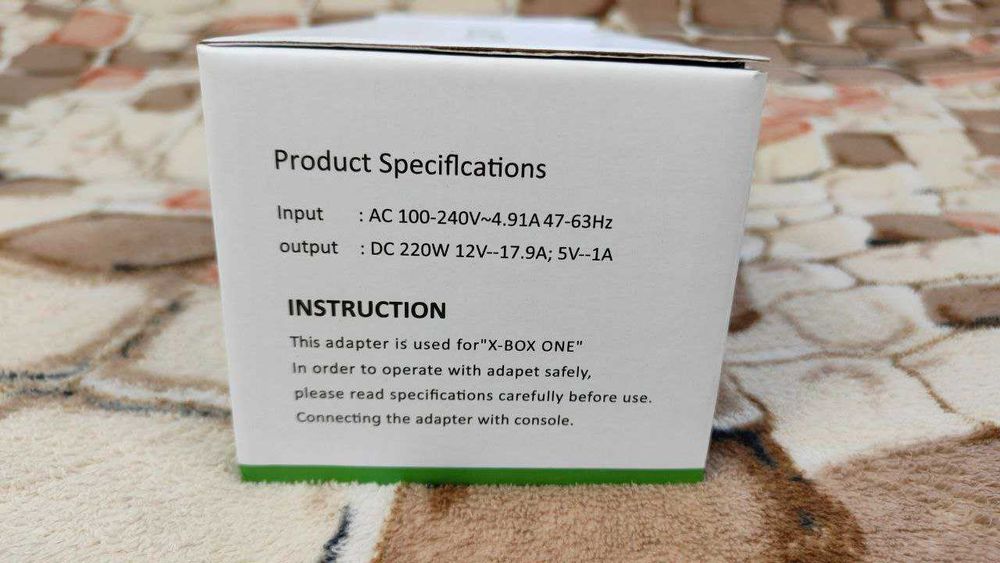 Product Speciflcations
Input : AC 100-240V~4.91A 47-63Hz
output : DC 220W 12V--17.9A; 5V--1A
INSTRUCTION
This adapter is used for"X-BOX ONE"
In order to operate with adapet safely,
please read specifications carefully before use.
Connecting the adapter with console.